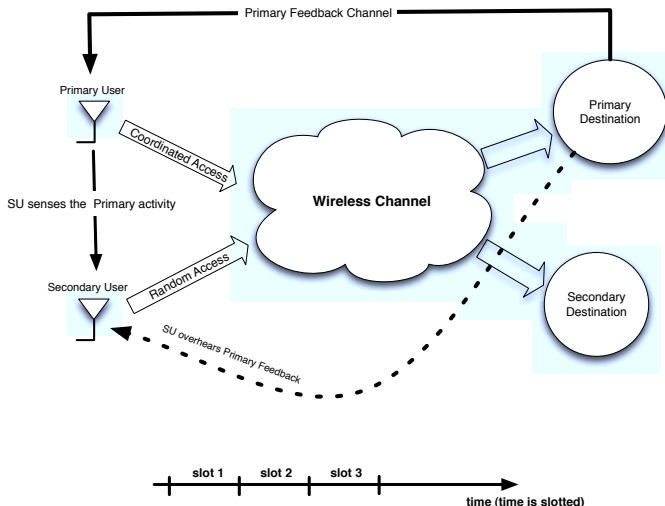 Primary Feedback Channel
Primary User
Primary
Destination
Coordinated Access
SU senses the Primary activity
Wireless Channel
Random Access
Secondary User
Secondary
Destination
SU overhears Primary Feedback
slot 1 slot 2 slot 3
time (time is slotted)